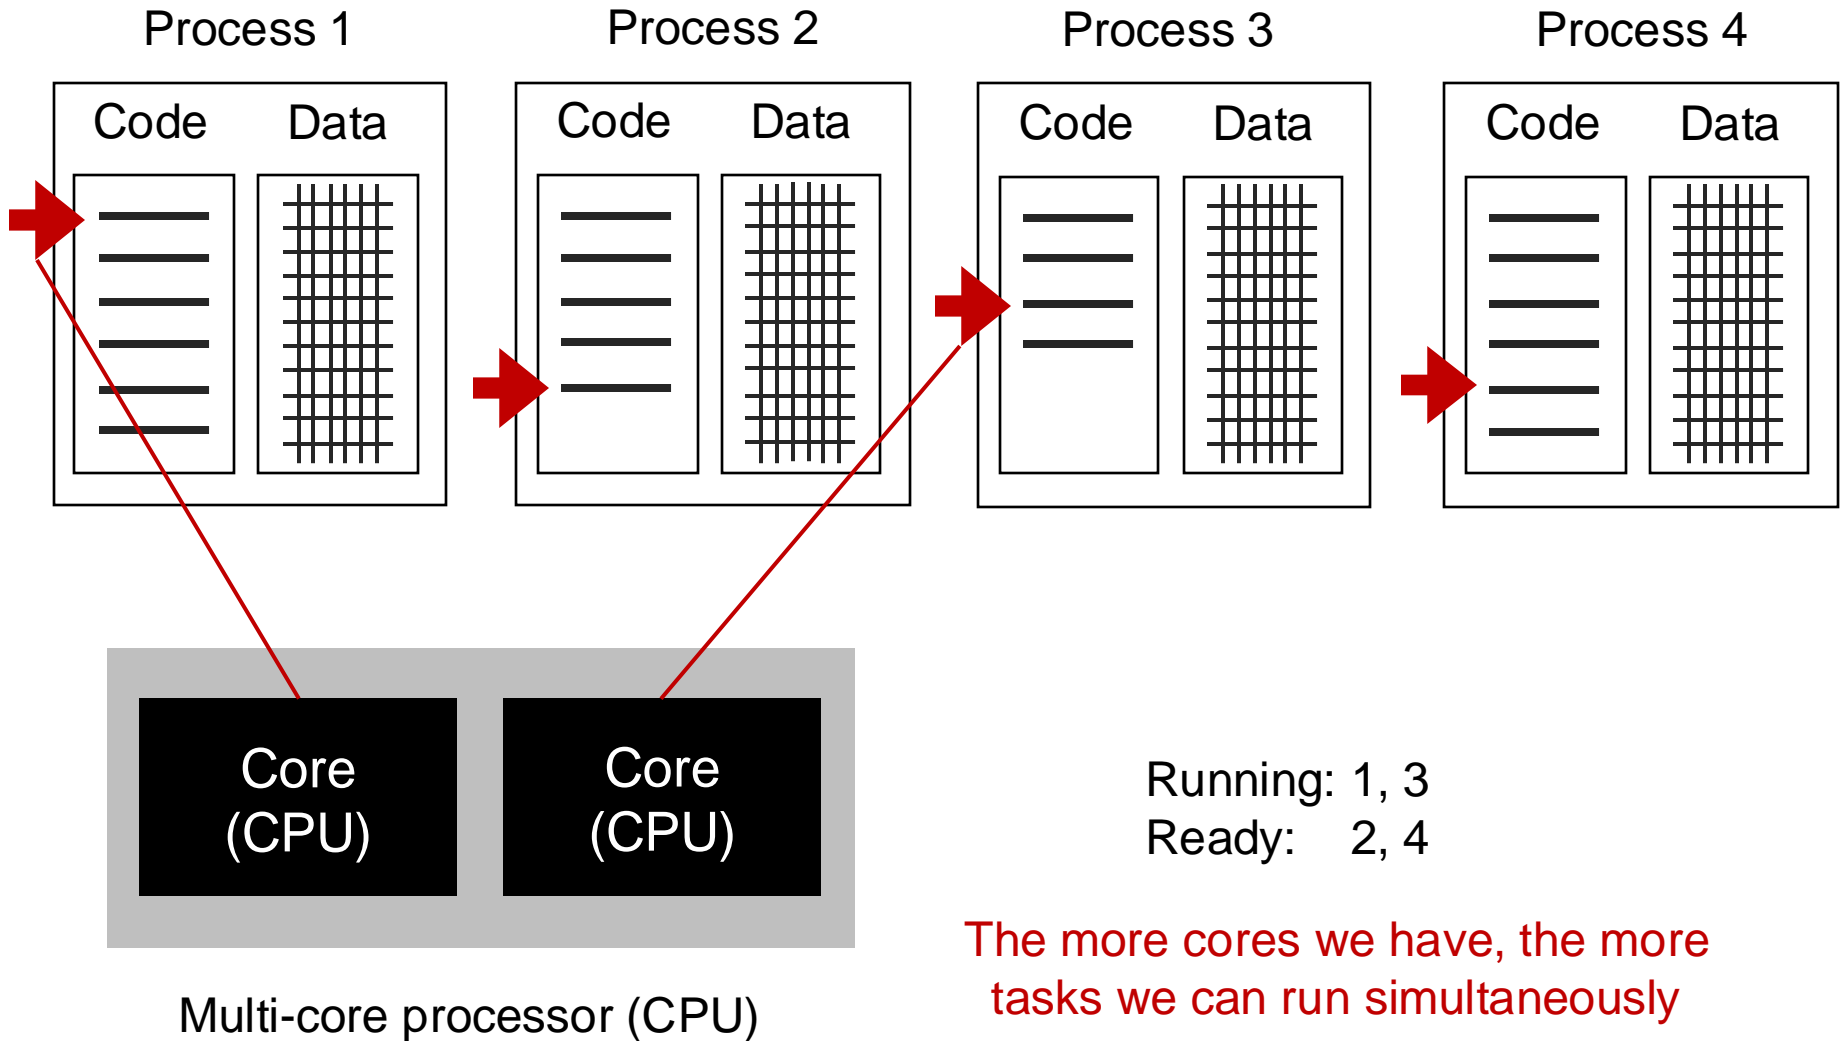 Process 1
Process 2
Process 3
Process 4
Code
Data
Code
Data
Code
Data
Code
Data
Core
(CPU)
Core
(CPU)
Multi-core processor (CPU)
Running: 1, 3
Ready: 2, 4
The more cores we have, the more
tasks we can run simultaneously